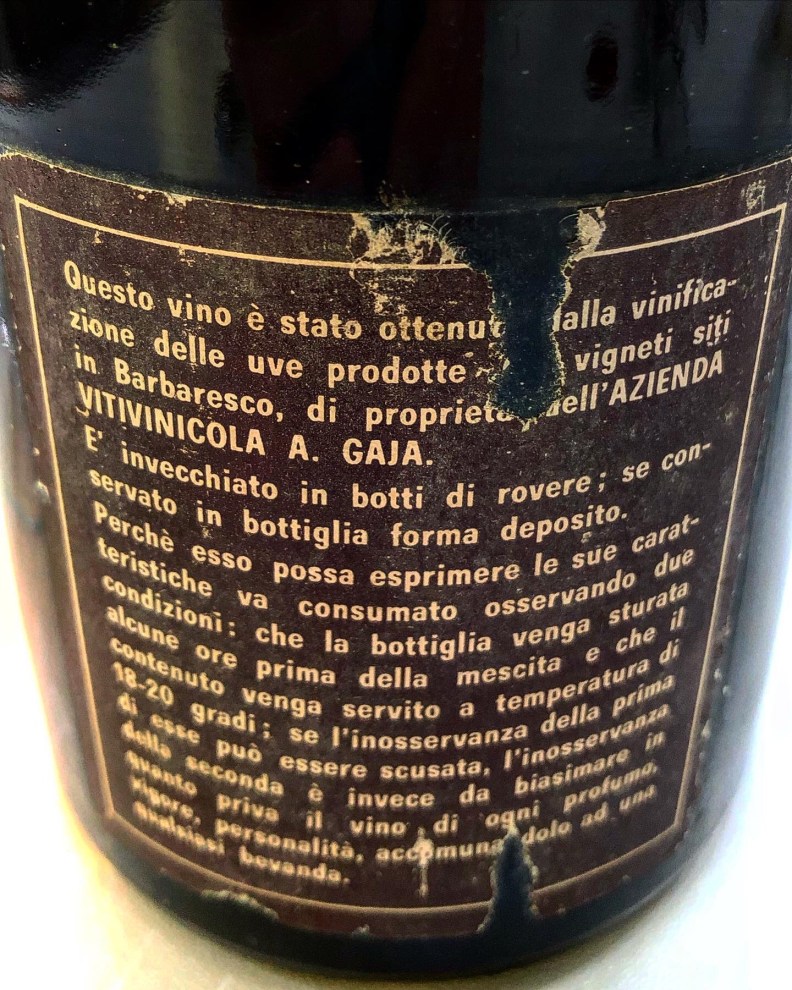 Questo vino è stato ottenut dalla vinifica-
zione delle uve prodotte vigneti siti
in Barbaresco, di proprietà dell'AZIENDA
VITIVINICOLA A. GAJA.
E' invecchiato in botti di rovere; se con-
servato in bottiglia forma deposito.
Perchè esso possa esprimere le sue carat-
teristiche va consumato osservando due
condizioni: che la bottiglia venga sturata
alcune ore prima della mescita e che il
contenuto venga servito a temperatura di
18-20 gradi; se l'inosservanza della prima
di esse può essere scusata, l'inosservanza
della seconda è invece da biasimare in
quanto priva il vino di ogni profumo,
vigore, personalità, accomunandolo ad una
qualsiasi bevanda.